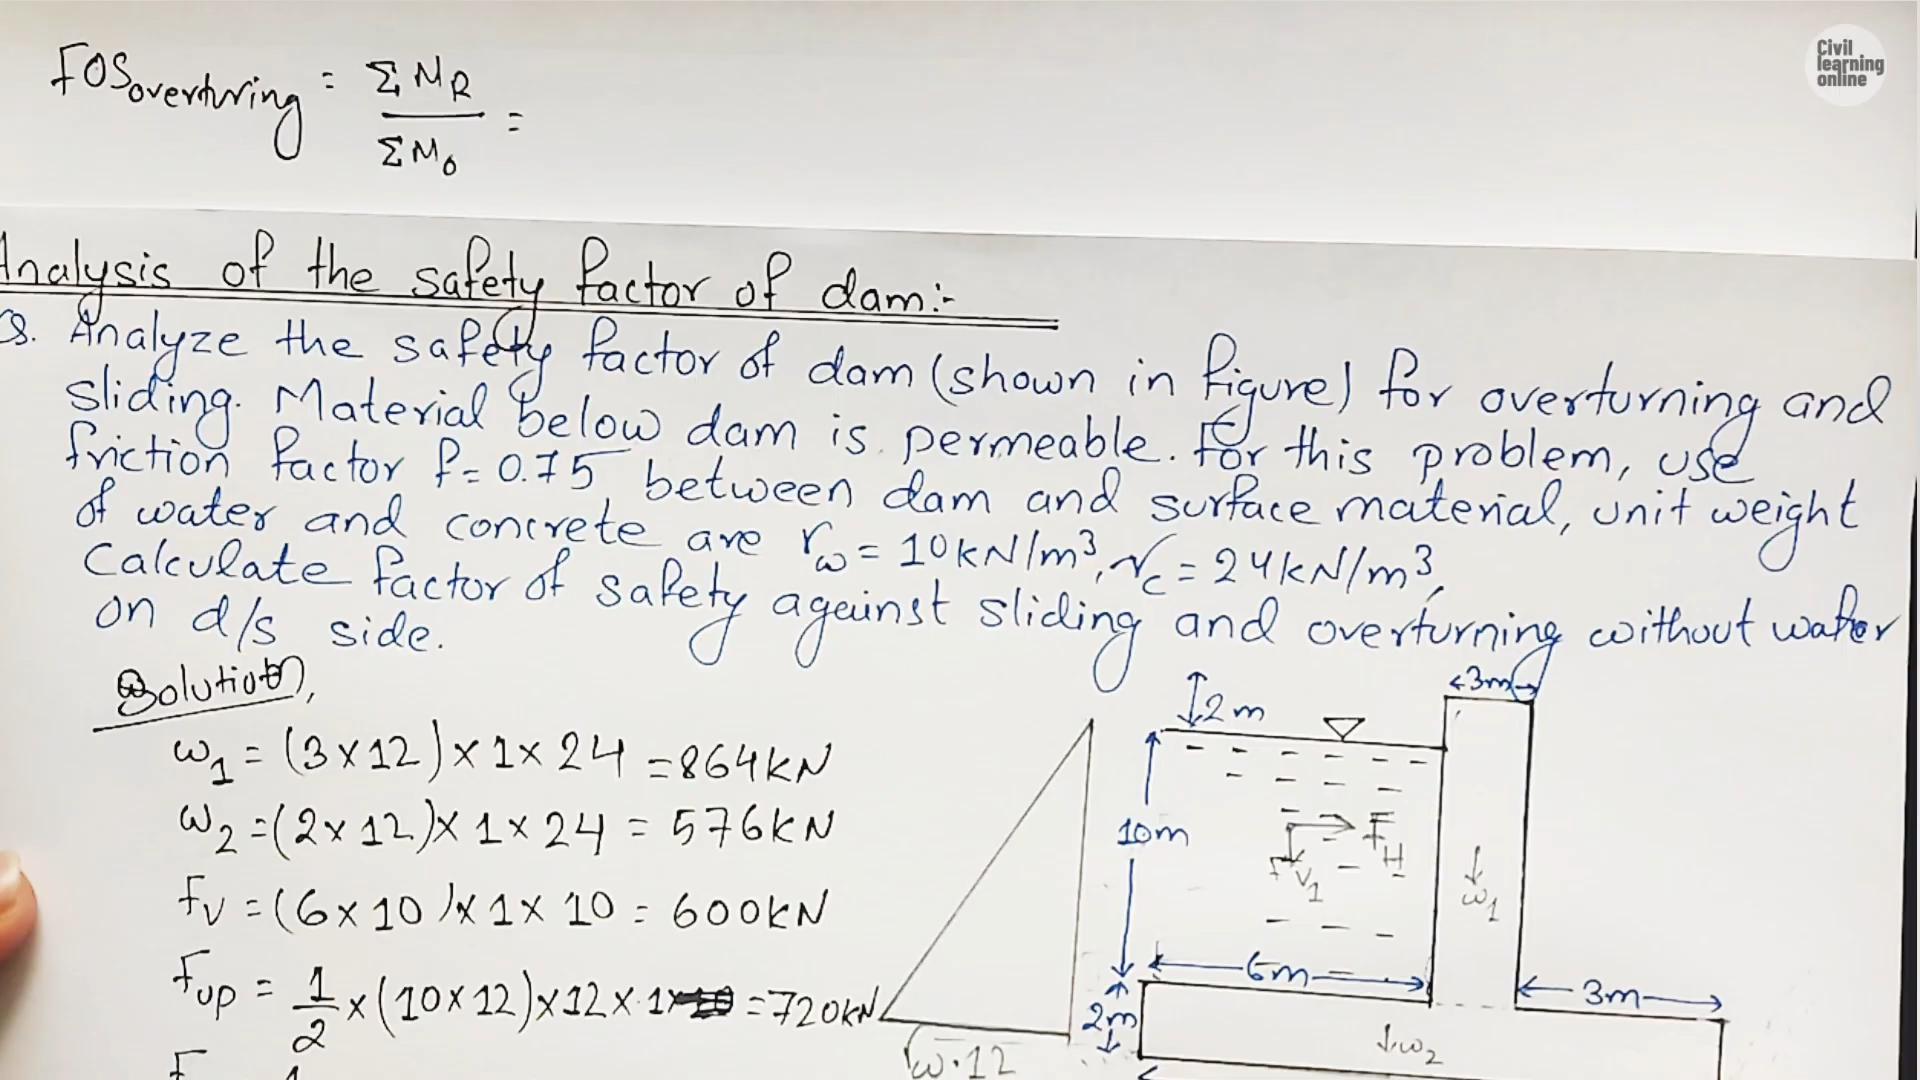 Civil
learning
online
FOS overturing = ΣMR
ΣMo =
Analysis of the safety factor of dam:-
Q. Analyze the safety factor of dam (shown in figure) for overturning and
sliding. Material below dam is permeable. For this problem, use
friction factor f= 0.75 between dam and surface material, unit weight
of water and concrete are rω = 10kN/m³, rc = 24kN/m³.
Calculate factor of safety against sliding and overturning without water
on d/s side.
Solution,
ω1 = (3×12)×1×24 = 864kN
ω2 = (2×12)×1×24 = 576kN
Fv = (6×10)×1×10 = 600kN
Fup = 1/2 ×(10×12)×12×1 = 720kN
3m
2m
10m
FH
Fv1
ω1
6m
3m
2m
ω2
rω.12